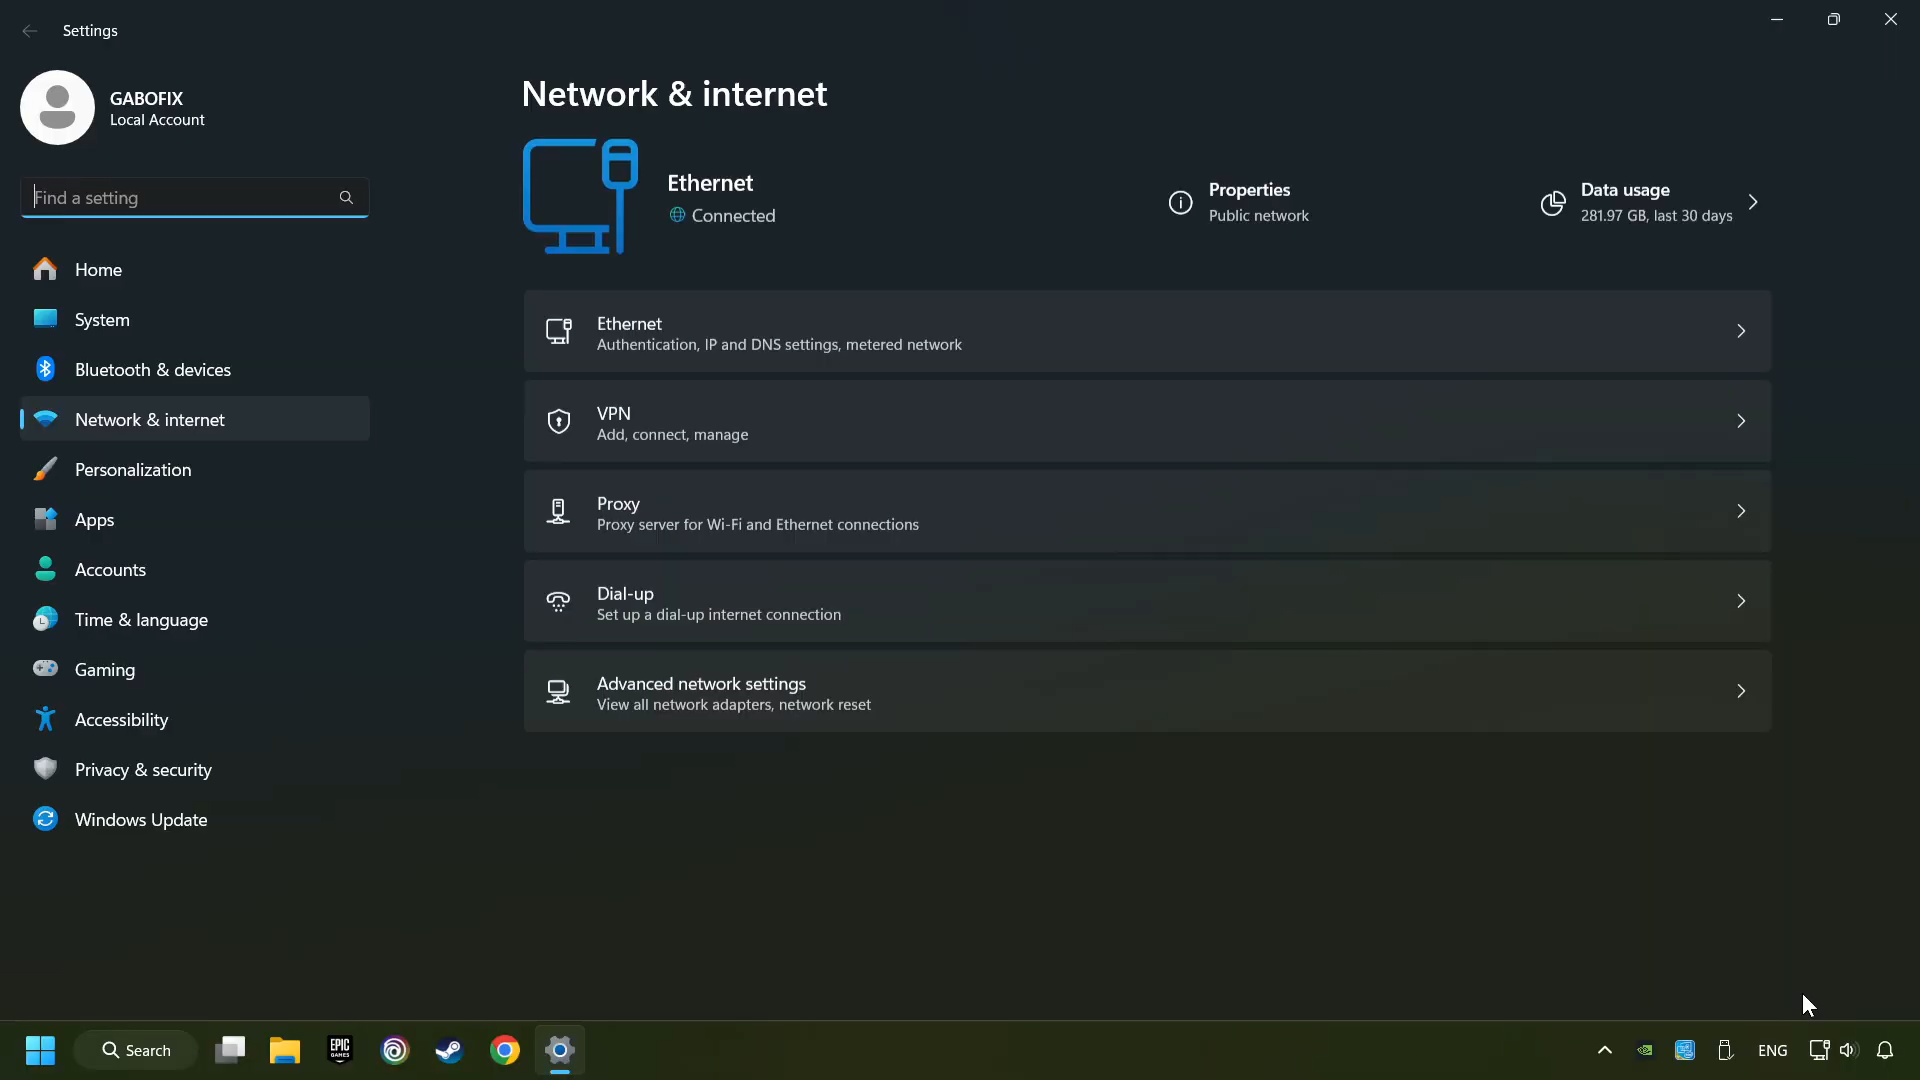 Settings
GABOFIX
Local Account
Find a setting
Home
System
Bluetooth & devices
Network & internet
Personalization
Apps
Accounts
Time & language
Gaming
Accessibility
Privacy & security
Windows Update
Network & internet
Ethernet
Connected
Properties
Public network
Data usage
281.97 GB, last 30 days
Ethernet
Authentication, IP and DNS settings, metered network
VPN
Add, connect, manage
Proxy
Proxy server for Wi-Fi and Ethernet connections
Dial-up
Set up a dial-up internet connection
Advanced network settings
View all network adapters, network reset
Search
EPIC
GAMES
ENG